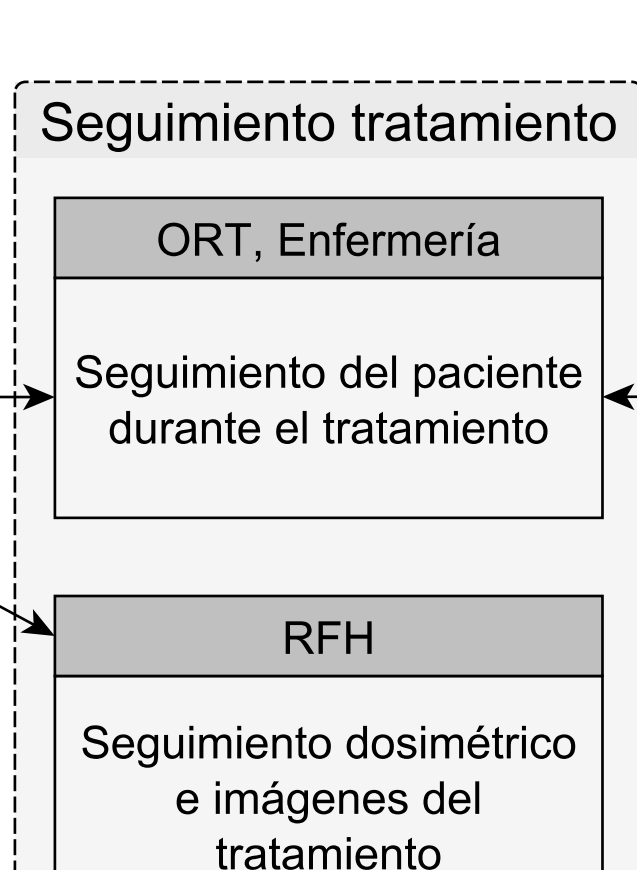 Seguimiento tratamiento
ORT, Enfermería
Seguimiento del paciente
durante el tratamiento
RFH
Seguimiento dosimétrico
e imágenes del
tratamiento